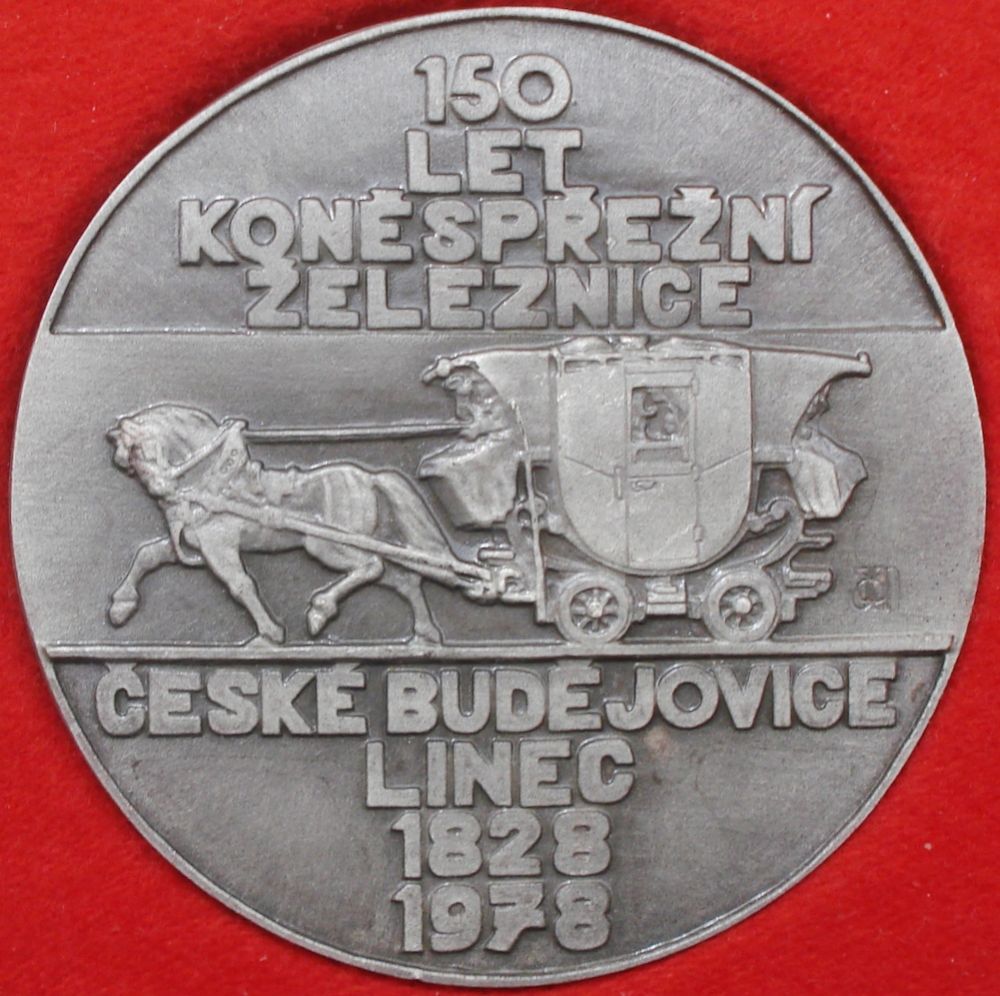 150
LET
KONĚSPŘEŽNÍ
ŽELEZNICE
ČESKÉ BUDĚJOVICE
LINEC
1828
1978